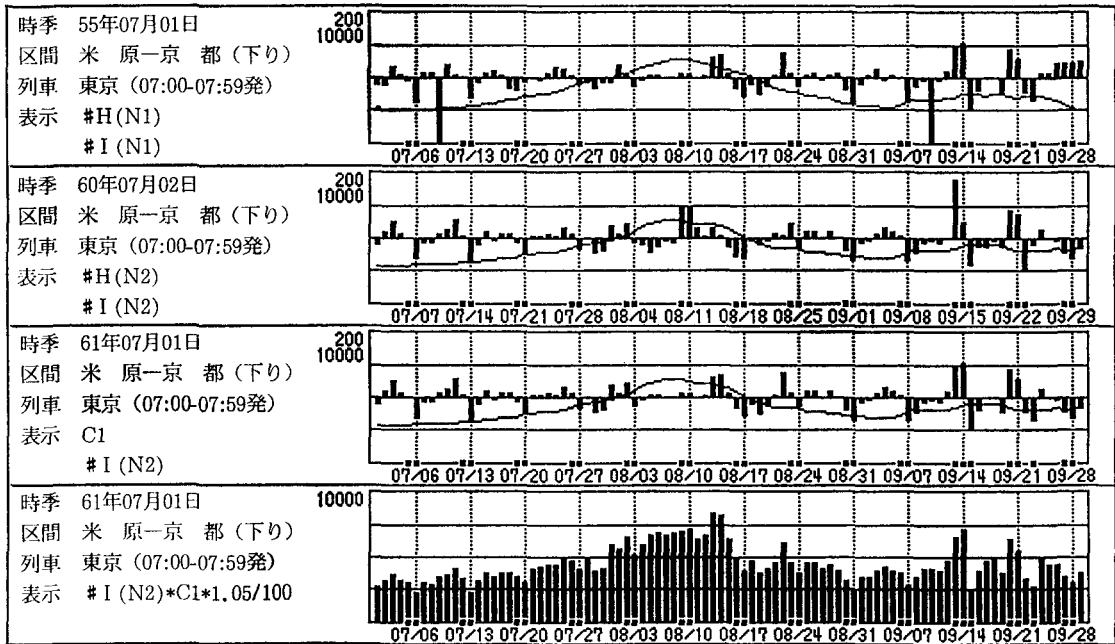 時季 55年07月01日
区間 米 原―京 都 (下り)
列車 東京 (07:00-07:59発)
表示 #H(N1)
#I(N1)
200
10000
07/06 07/13 07/20 07/27 08/03 08/10 08/17 08/24 08/31 09/07 09/14 09/21 09/28
時季 60年07月02日
区間 米 原―京 都 (下り)
列車 東京 (07:00-07:59発)
表示 #H(N2)
#I(N2)
200
10000
07/07 07/14 07/21 07/28 08/04 08/11 08/18 08/25 09/01 09/08 09/15 09/22 09/29
時季 61年07月01日
区間 米 原―京 都 (下り)
列車 東京 (07:00-07:59発)
表示 C1
#I(N2)
200
10000
07/06 07/13 07/20 07/27 08/03 08/10 08/17 08/24 08/31 09/07 09/14 09/21 09/28
時季 61年07月01日
区間 米 原―京 都 (下り)
列車 東京 (07:00-07:59発)
表示 #I(N2)*C1*1.05/100
10000
07/06 07/13 07/20 07/27 08/03 08/10 08/17 08/24 08/31 09/07 09/14 09/21 09/28